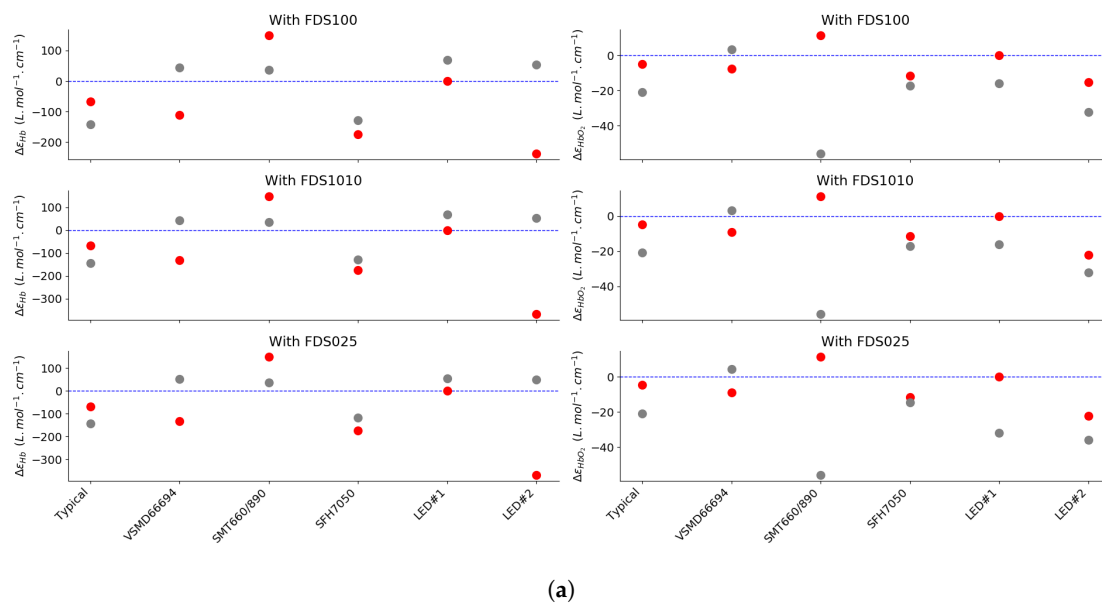 With FDS100
100
0
−100
−200
Δε_Hb (L.mol⁻¹.cm⁻¹)
With FDS100
0
−20
−40
Δε_HbO₂ (L.mol⁻¹.cm⁻¹)
With FDS1010
100
0
−100
−200
−300
Δε_Hb (L.mol⁻¹.cm⁻¹)
With FDS1010
0
−20
−40
Δε_HbO₂ (L.mol⁻¹.cm⁻¹)
With FDS025
100
0
−100
−200
−300
Δε_Hb (L.mol⁻¹.cm⁻¹)
Typical
VSMD66694
SMT660/890
SFH7050
LED#1
LED#2
With FDS025
0
−20
−40
Δε_HbO₂ (L.mol⁻¹.cm⁻¹)
Typical
VSMD66694
SMT660/890
SFH7050
LED#1
LED#2
(a)